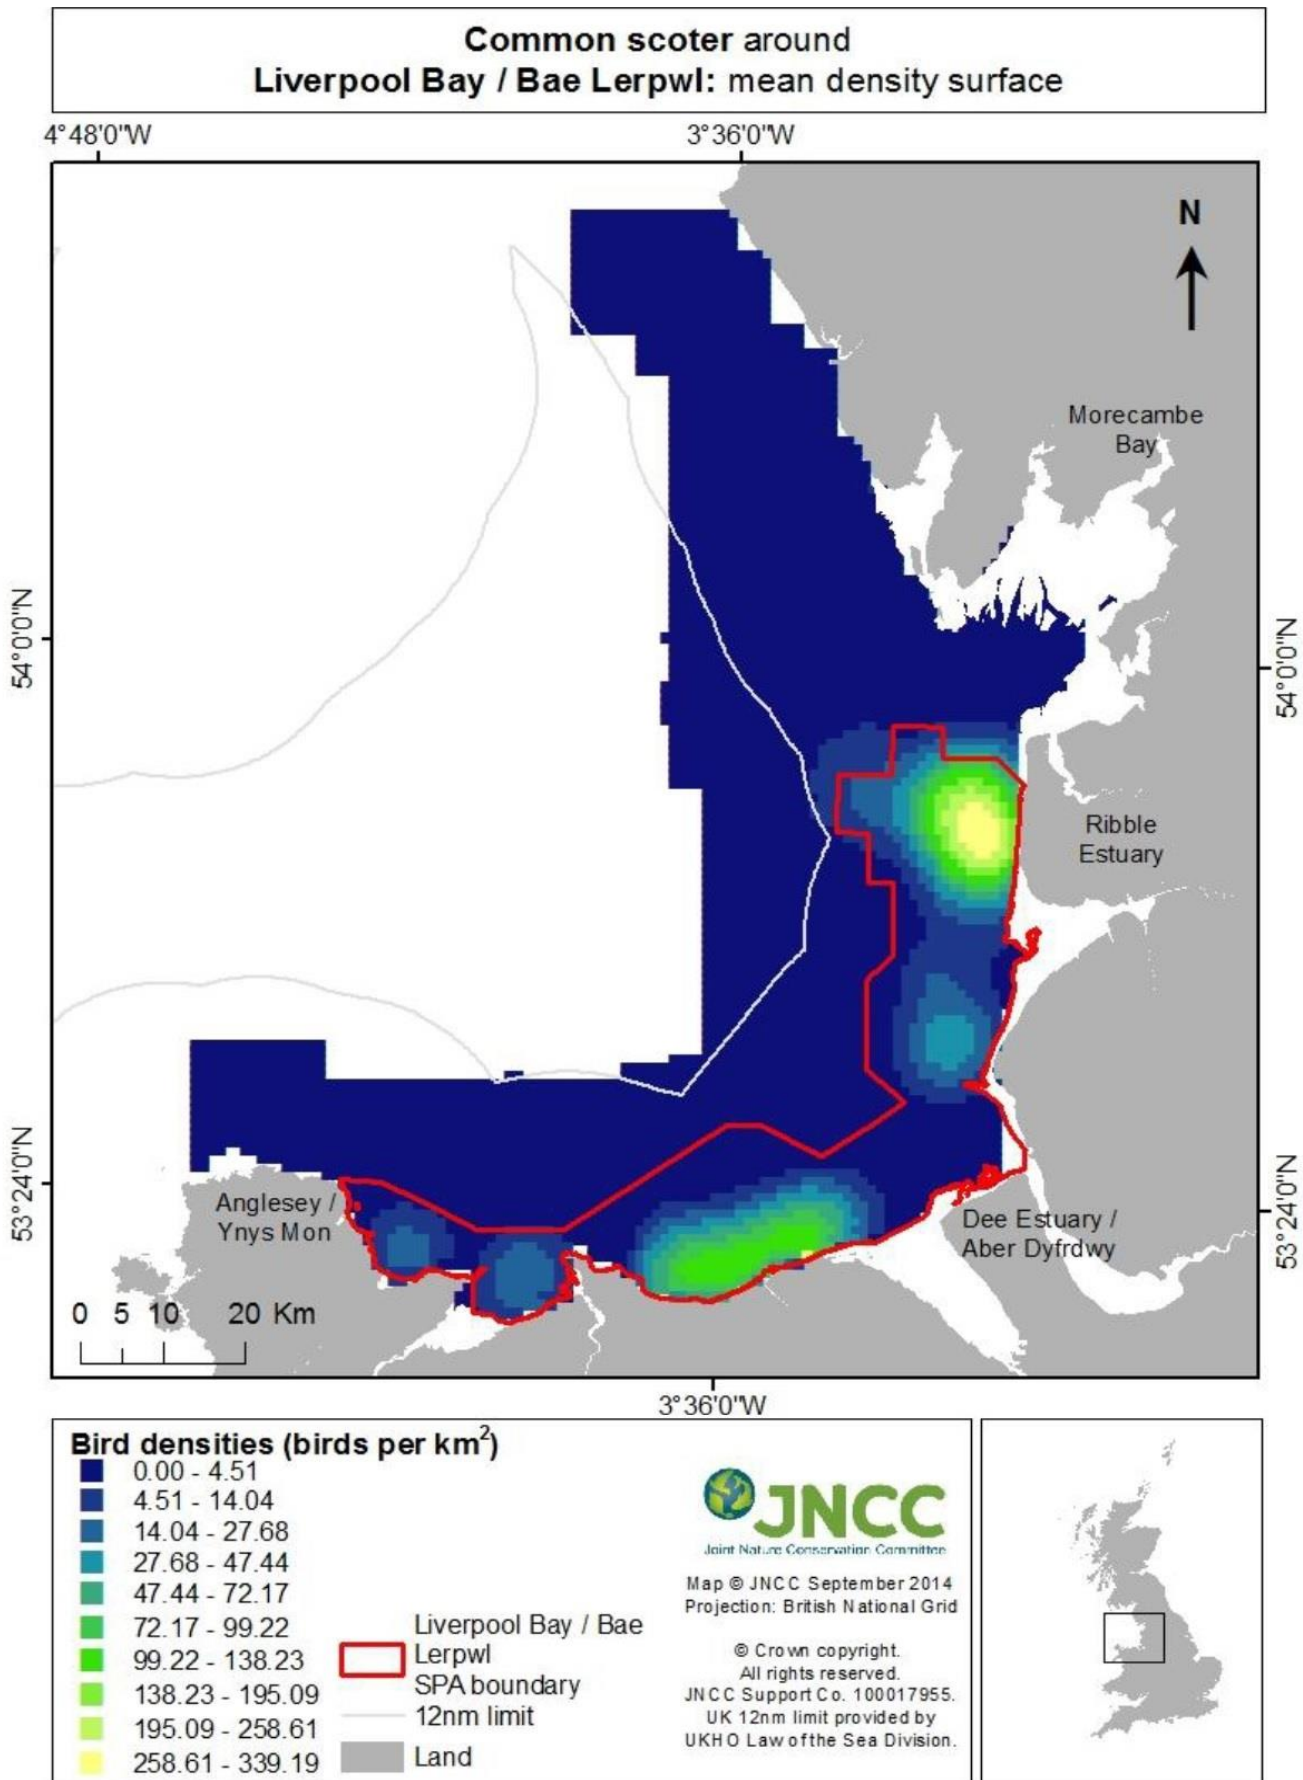 Common scoter around
Liverpool Bay / Bae Lerpwl: mean density surface
4°48'0"W
3°36'0"W
N
Morecambe
Bay
54°0'0"N
54°0'0"N
Ribble
Estuary
53°24'0"N
53°24'0"N
Anglesey /
Ynys Mon
Dee Estuary /
Aber Dyfrdwy
0 5 10 20 Km
3°36'0"W
Bird densities (birds per km²)
0.00 - 4.51
4.51 - 14.04
14.04 - 27.68
27.68 - 47.44
47.44 - 72.17
72.17 - 99.22
99.22 - 138.23
138.23 - 195.09
195.09 - 258.61
258.61 - 339.19
Liverpool Bay / Bae
Lerpwl
SPA boundary
12nm limit
Land
JNCC
Joint Nature Conservation Committee
Map © JNCC September 2014
Projection: British National Grid
© Crown copyright.
All rights reserved.
JNCC Support Co. 100017955.
UK 12nm limit provided by
UKHO Law of the Sea Division.